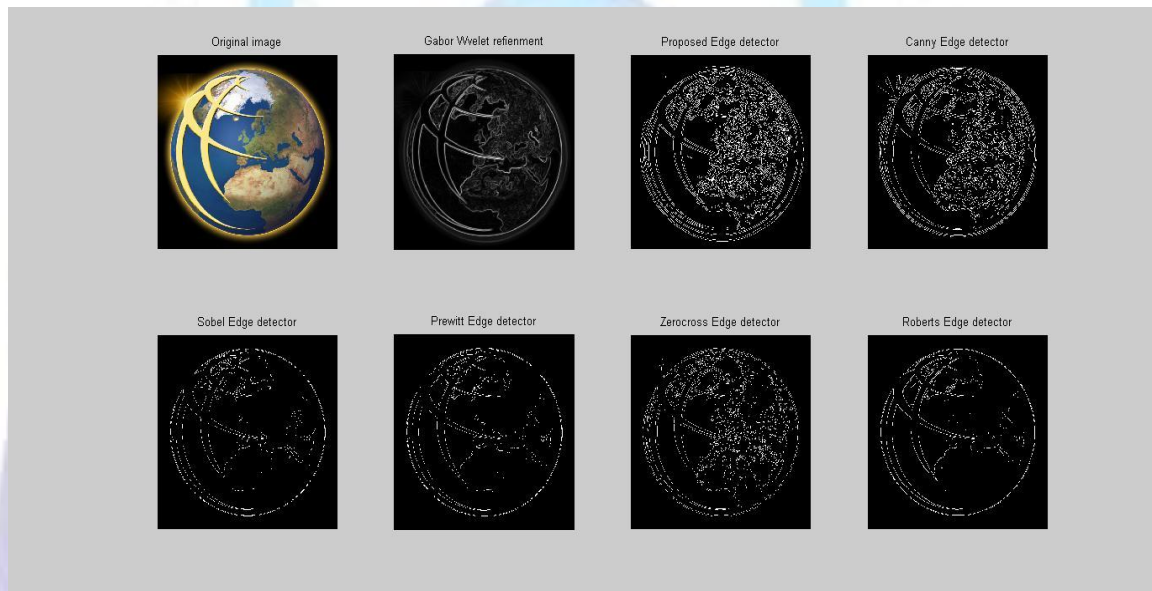 Original image
Gabor Wvelet refienment
Proposed Edge detector
Canny Edge detector
Sobel Edge detector
Prewitt Edge detector
Zerocross Edge detector
Roberts Edge detector